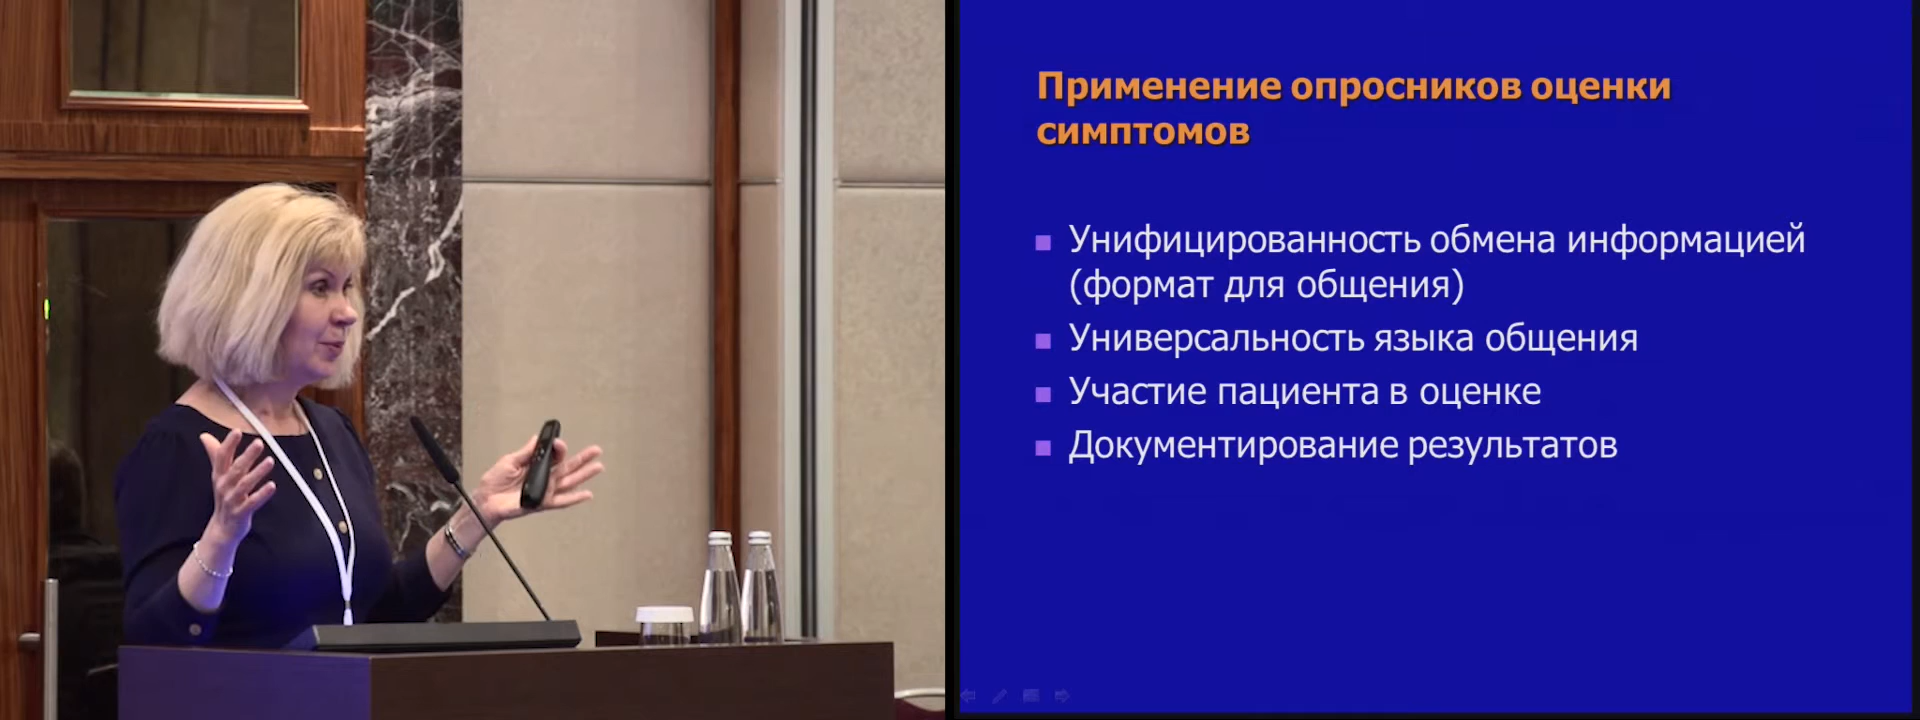 Применение опросников оценки
симптомов
Унифицированность обмена информацией
(формат для общения)
Универсальность языка общения
Участие пациента в оценке
Документирование результатов